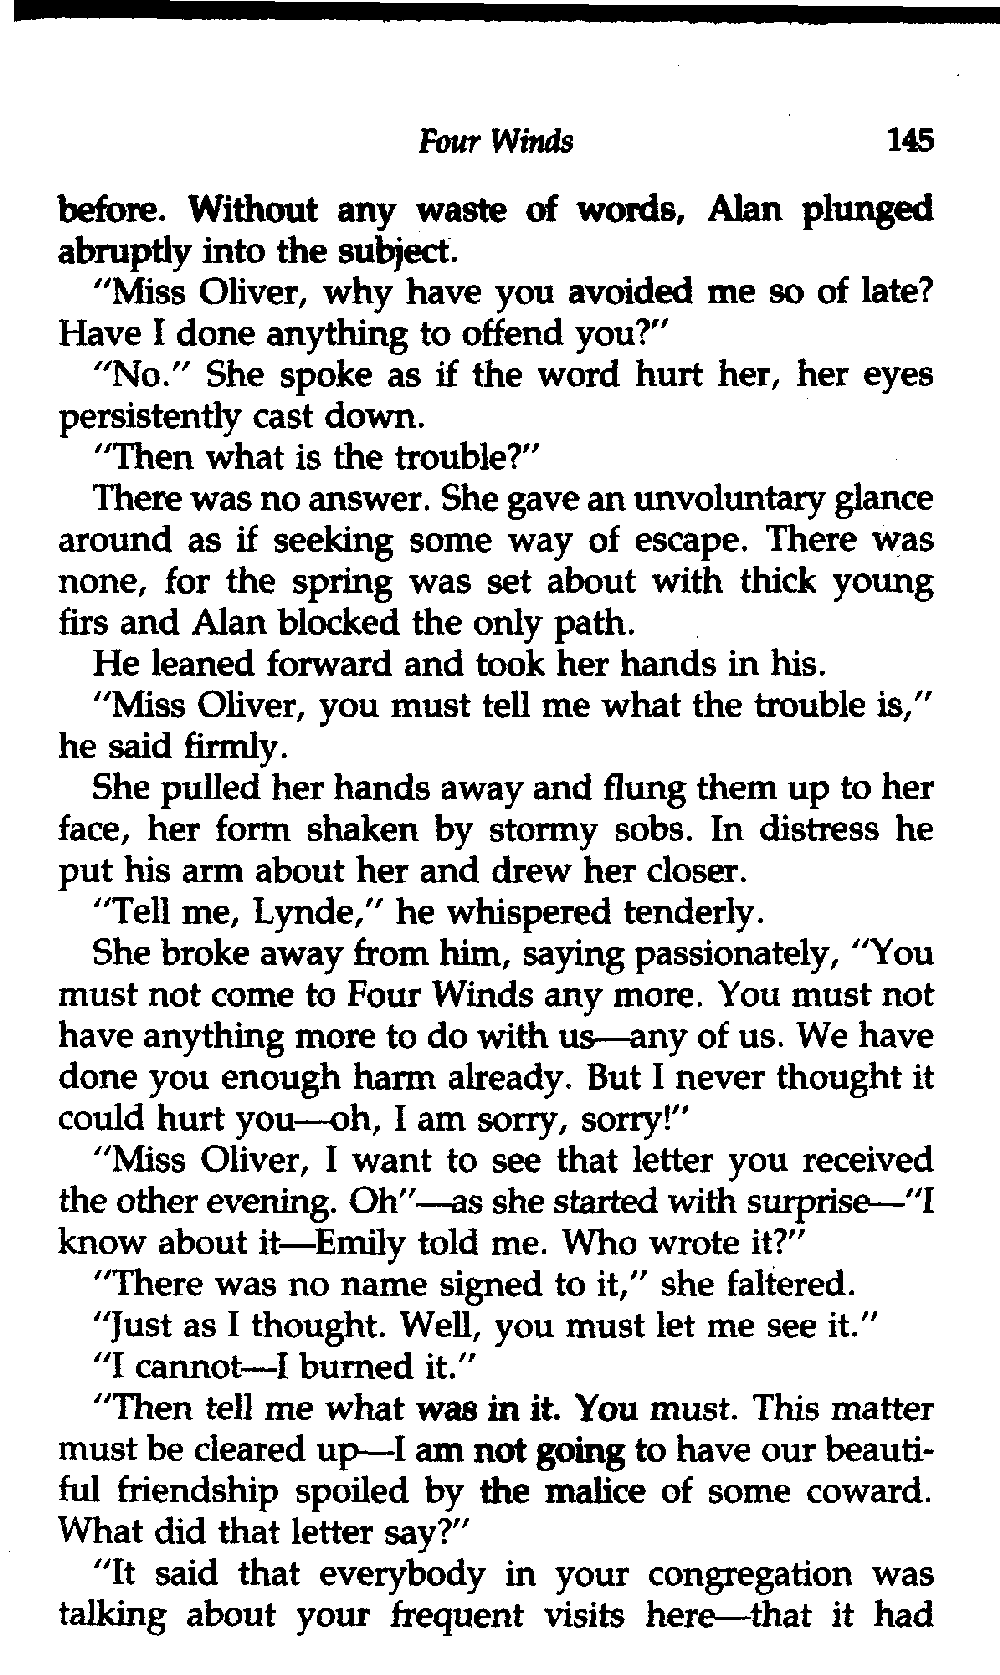 Four Winds 145
before. Without any waste of words, Alan plunged
abruptly into the subject.
"Miss Oliver, why have you avoided me so of late?
Have I done anything to offend you?"
"No." She spoke as if the word hurt her, her eyes
persistently cast down.
"Then what is the trouble?"
There was no answer. She gave an unvoluntary glance
around as if seeking some way of escape. There was
none, for the spring was set about with thick young
firs and Alan blocked the only path.
He leaned forward and took her hands in his.
"Miss Oliver, you must tell me what the trouble is,"
he said firmly.
She pulled her hands away and flung them up to her
face, her form shaken by stormy sobs. In distress he
put his arm about her and drew her closer.
"Tell me, Lynde," he whispered tenderly.
She broke away from him, saying passionately, "You
must not come to Four Winds any more. You must not
have anything more to do with us—any of us. We have
done you enough harm already. But I never thought it
could hurt you—oh, I am sorry, sorry!"
"Miss Oliver, I want to see that letter you received
the other evening. Oh"—as she started with surprise—"I
know about it—Emily told me. Who wrote it?"
"There was no name signed to it," she faltered.
"Just as I thought. Well, you must let me see it."
"I cannot—I burned it."
"Then tell me what was in it. You must. This matter
must be cleared up—I am not going to have our beauti-
ful friendship spoiled by the malice of some coward.
What did that letter say?"
"It said that everybody in your congregation was
talking about your frequent visits here—that it had